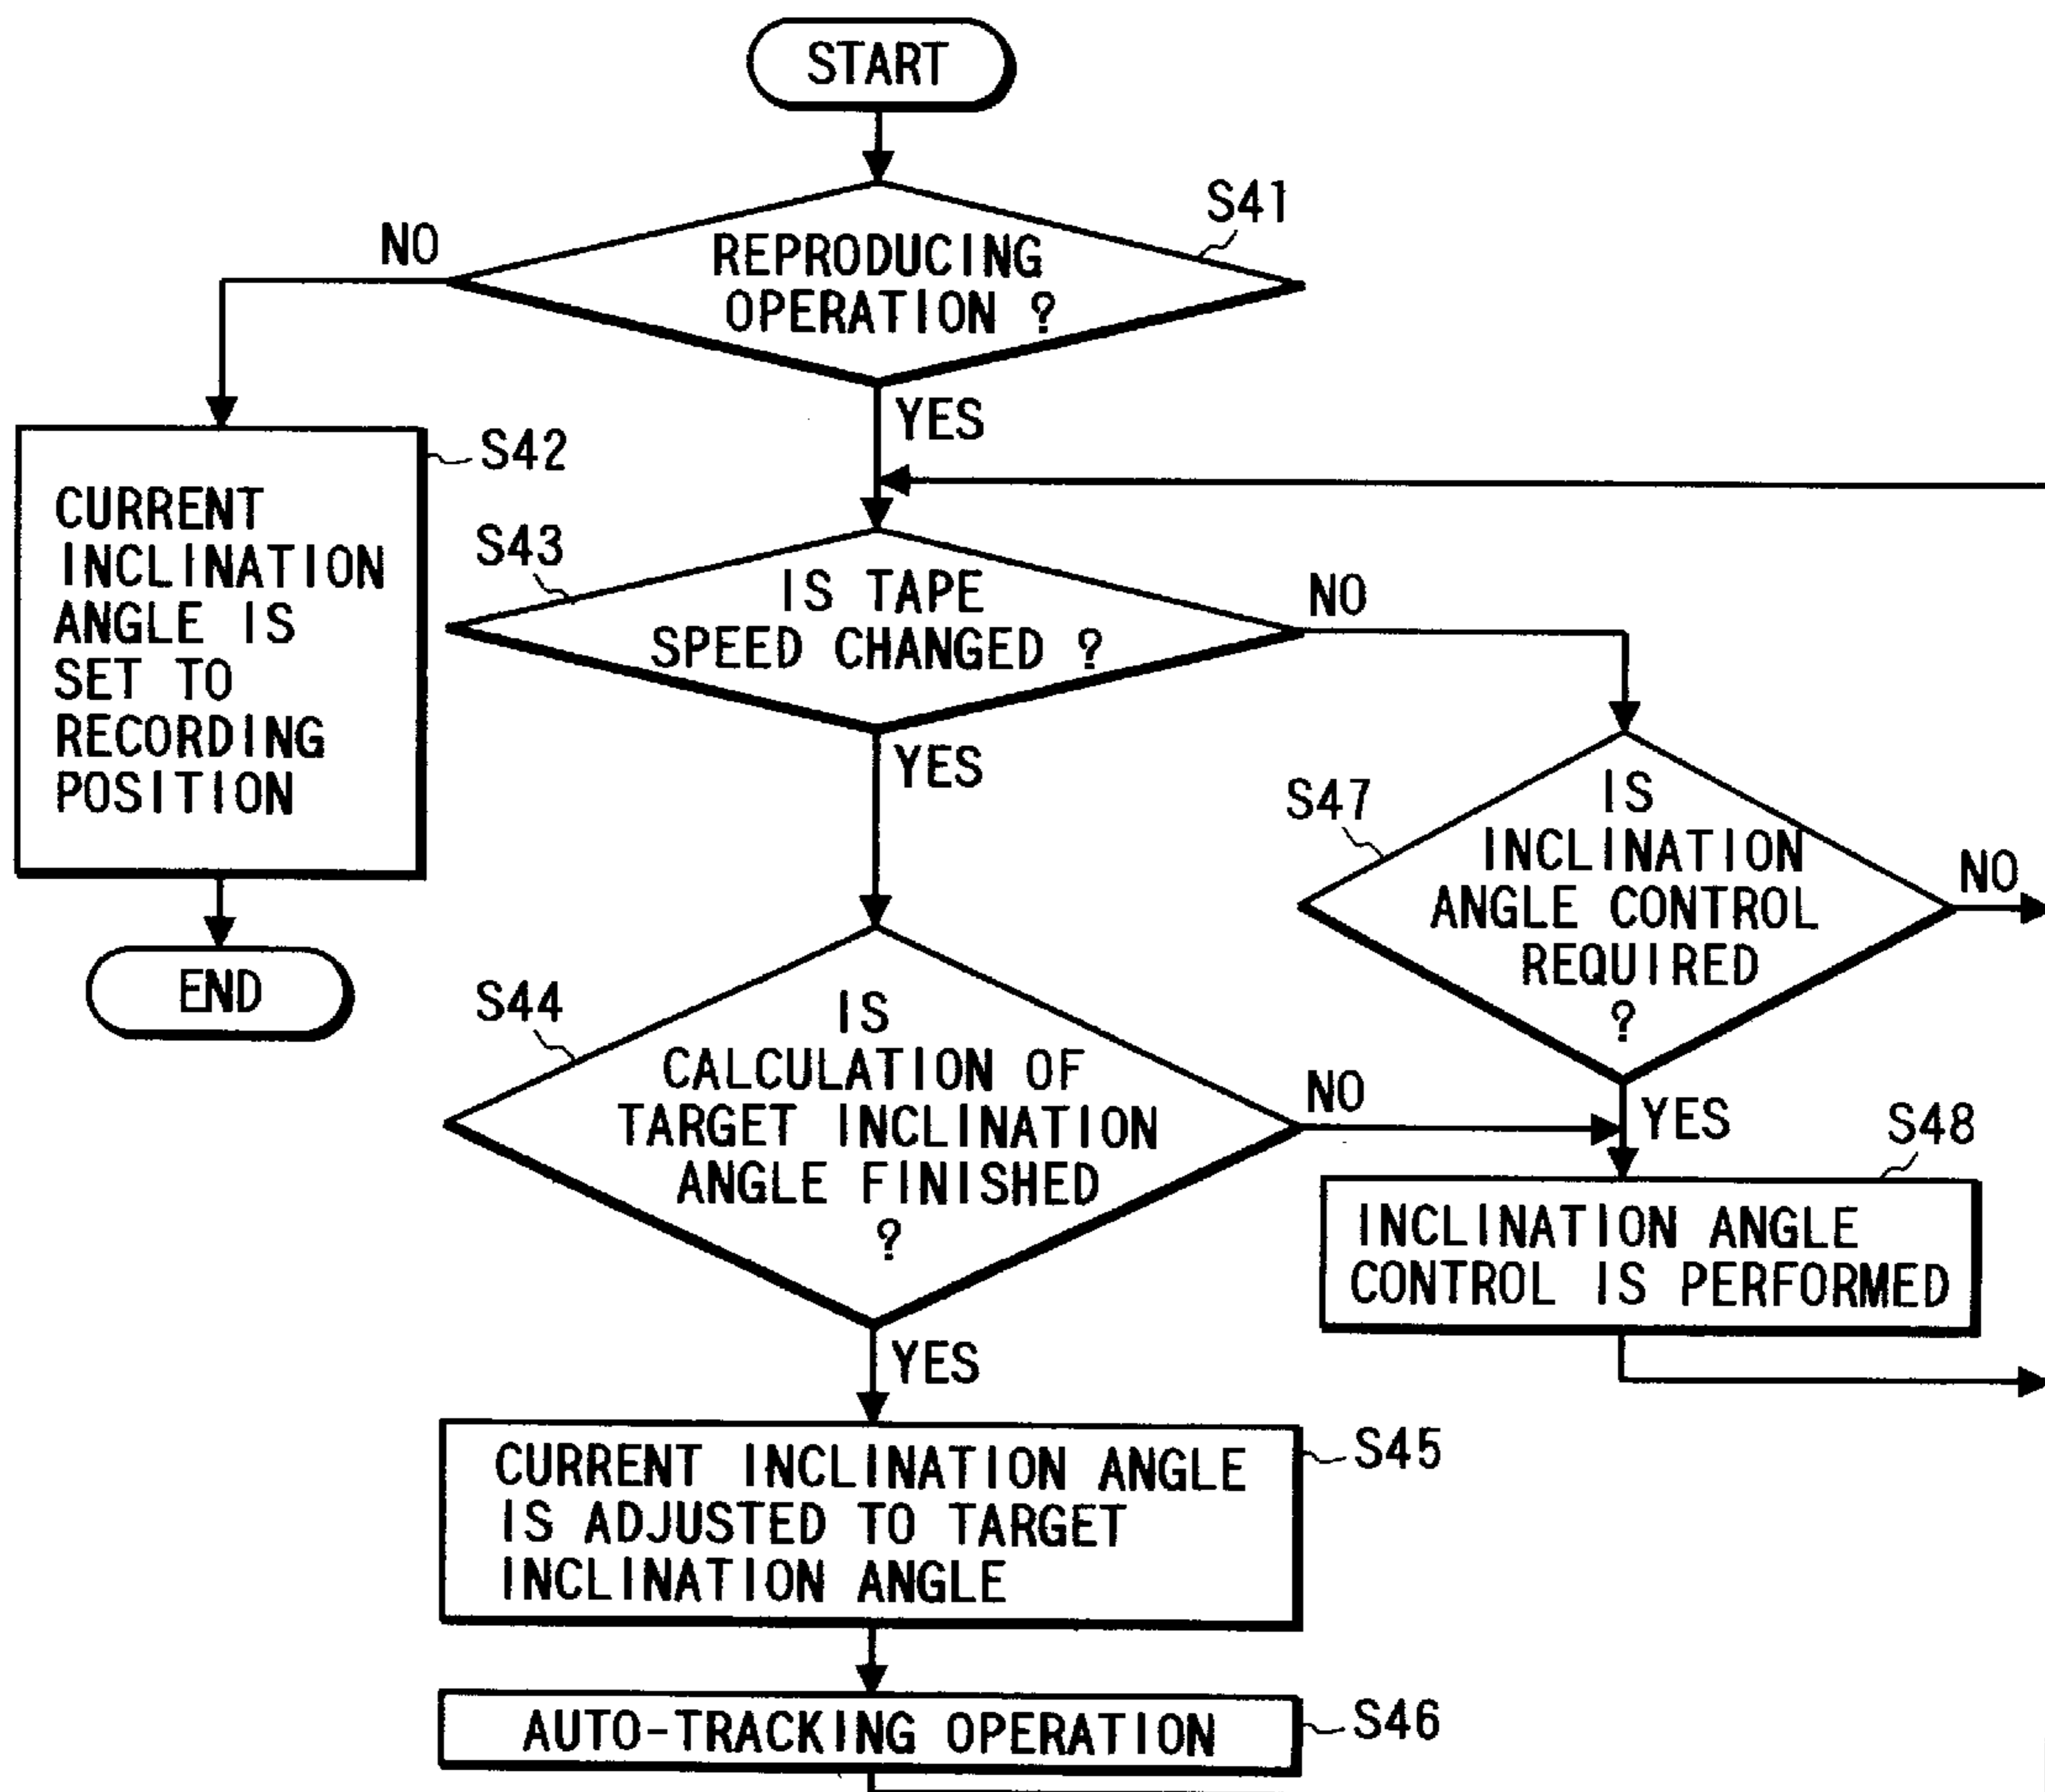 START
S41
NO
REPRODUCING
OPERATION ?
YES
S42
CURRENT
INCLINATION
ANGLE IS
SET TO
RECORDING
POSITION
END
S43
IS TAPE
SPEED CHANGED ?
NO
YES
S47
IS
INCLINATION
ANGLE CONTROL
REQUIRED
?
NO
YES
S44
IS
CALCULATION OF
TARGET INCLINATION
ANGLE FINISHED
?
NO
YES
S48
INCLINATION ANGLE
CONTROL IS PERFORMED
S45
CURRENT INCLINATION ANGLE
IS ADJUSTED TO TARGET
INCLINATION ANGLE
S46
AUTO-TRACKING OPERATION